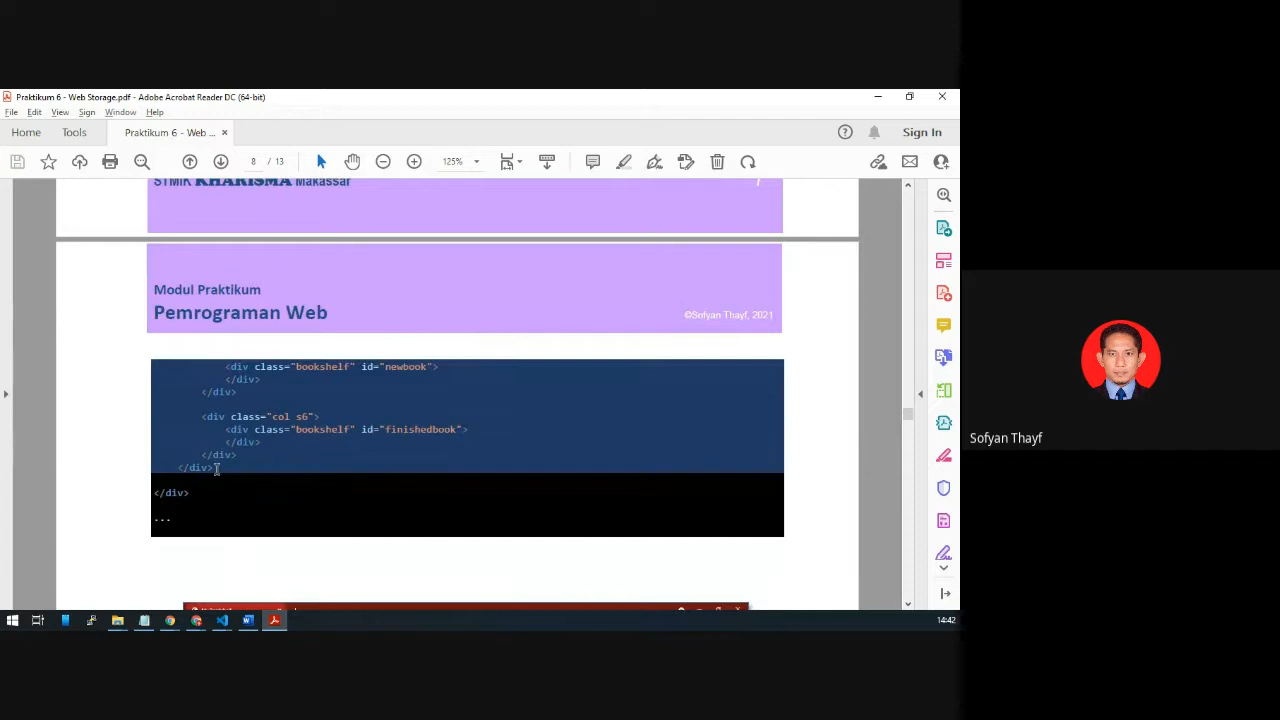 Praktikum 6 - Web Storage.pdf - Adobe Acrobat Reader DC (64-bit)
File Edit View Sign Window Help
Home Tools Praktikum 6 - Web ... × Sign In
8 / 13 125%
STMIK KHARISMA Makassar 7
Modul Praktikum
Pemrograman Web ©Sofyan Thayf, 2021
<div class="bookshelf" id="newbook">
</div>
</div>
<div class="col s6">
<div class="bookshelf" id="finishedbook">
</div>
</div>
</div>
</div>
...
Sofyan Thayf
14:42